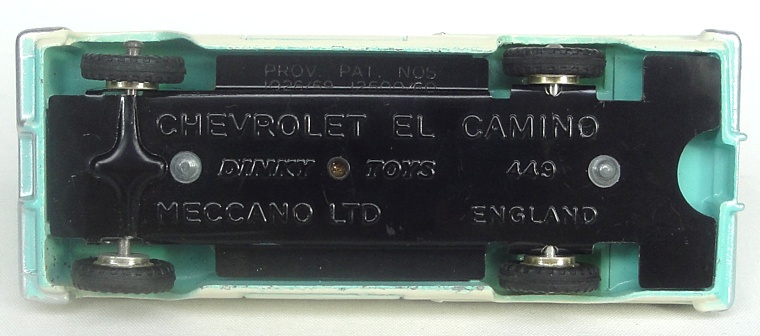 PROV. PAT. NOS
CHEVROLET EL CAMINO
DINKY TOYS 449
MECCANO LTD ENGLAND